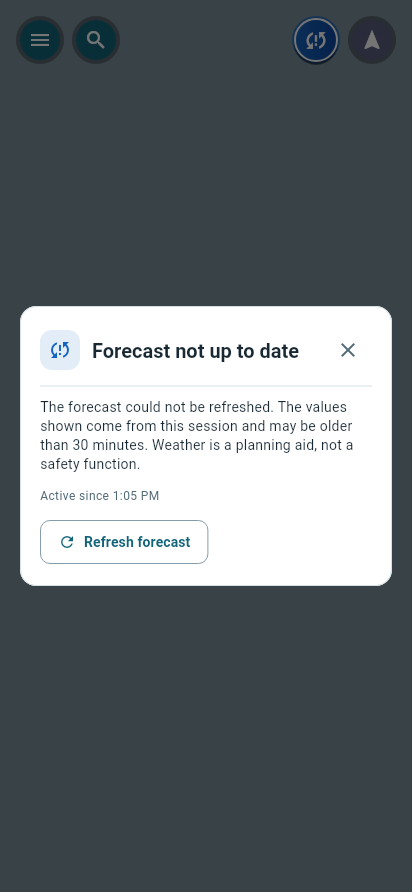 Forecast not up to date
The forecast could not be refreshed. The values
shown come from this session and may be older
than 30 minutes. Weather is a planning aid, not a
safety function.
Active since 1:05 PM
Refresh forecast